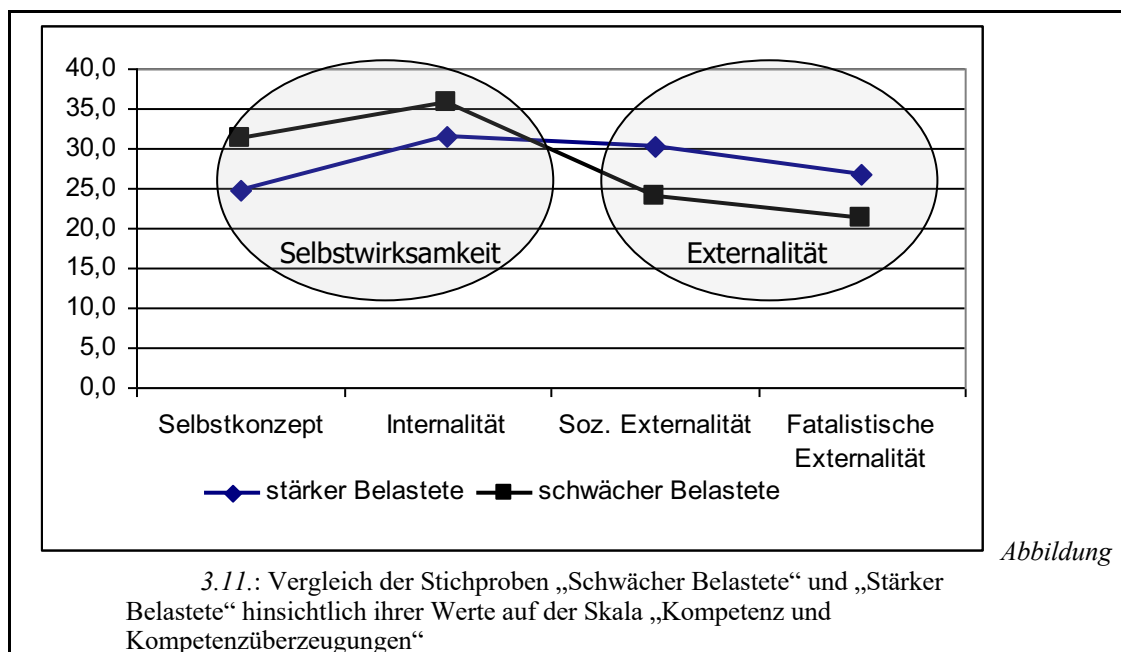 40,0
35,0
30,0
25,0
20,0
15,0
10,0
5,0
0,0
Selbstwirksamkeit
Externalität
Selbstkonzept
Internalität
Soz. Externalität
Fatalistische
Externalität
stärker Belastete
schwächer Belastete
Abbildung
3.11.: Vergleich der Stichproben „Schwächer Belastete“ und „Stärker
Belastete“ hinsichtlich ihrer Werte auf der Skala „Kompetenz und
Kompetenzüberzeugungen“